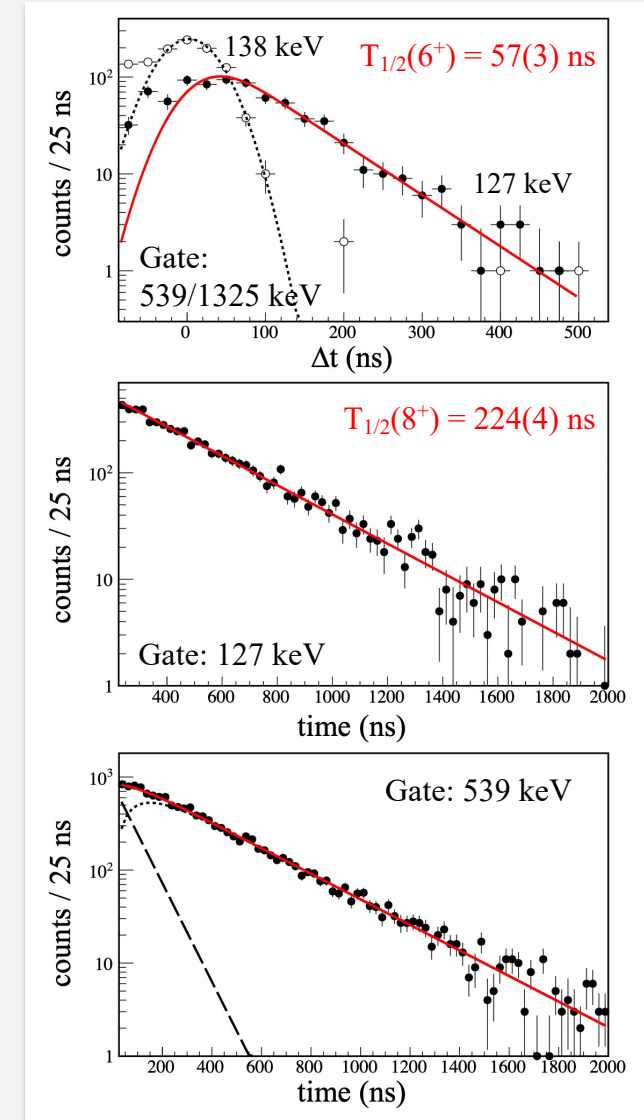 138 keV
T₁/₂(6⁺) = 57(3) ns
10²
10
1
counts / 25 ns
127 keV
Gate:
539/1325 keV
0 100 200 300 400 500
Δt (ns)
T₁/₂(8⁺) = 224(4) ns
10²
10
1
counts / 25 ns
Gate: 127 keV
400 600 800 1000 1200 1400 1600 1800 2000
time (ns)
Gate: 539 keV
10³
10²
10
1
counts / 25 ns
200 400 600 800 1000 1200 1400 1600 1800 2000
time (ns)